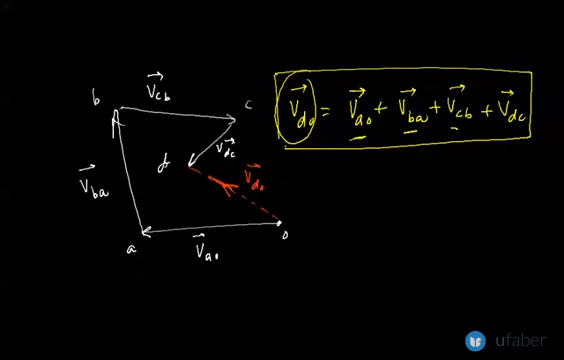 V⃗cb
b
c
V⃗do = V⃗ao + V⃗ba + V⃗cb + V⃗dc
V⃗dc
d
V⃗do
V⃗ba
o
a
V⃗ao
ufaber